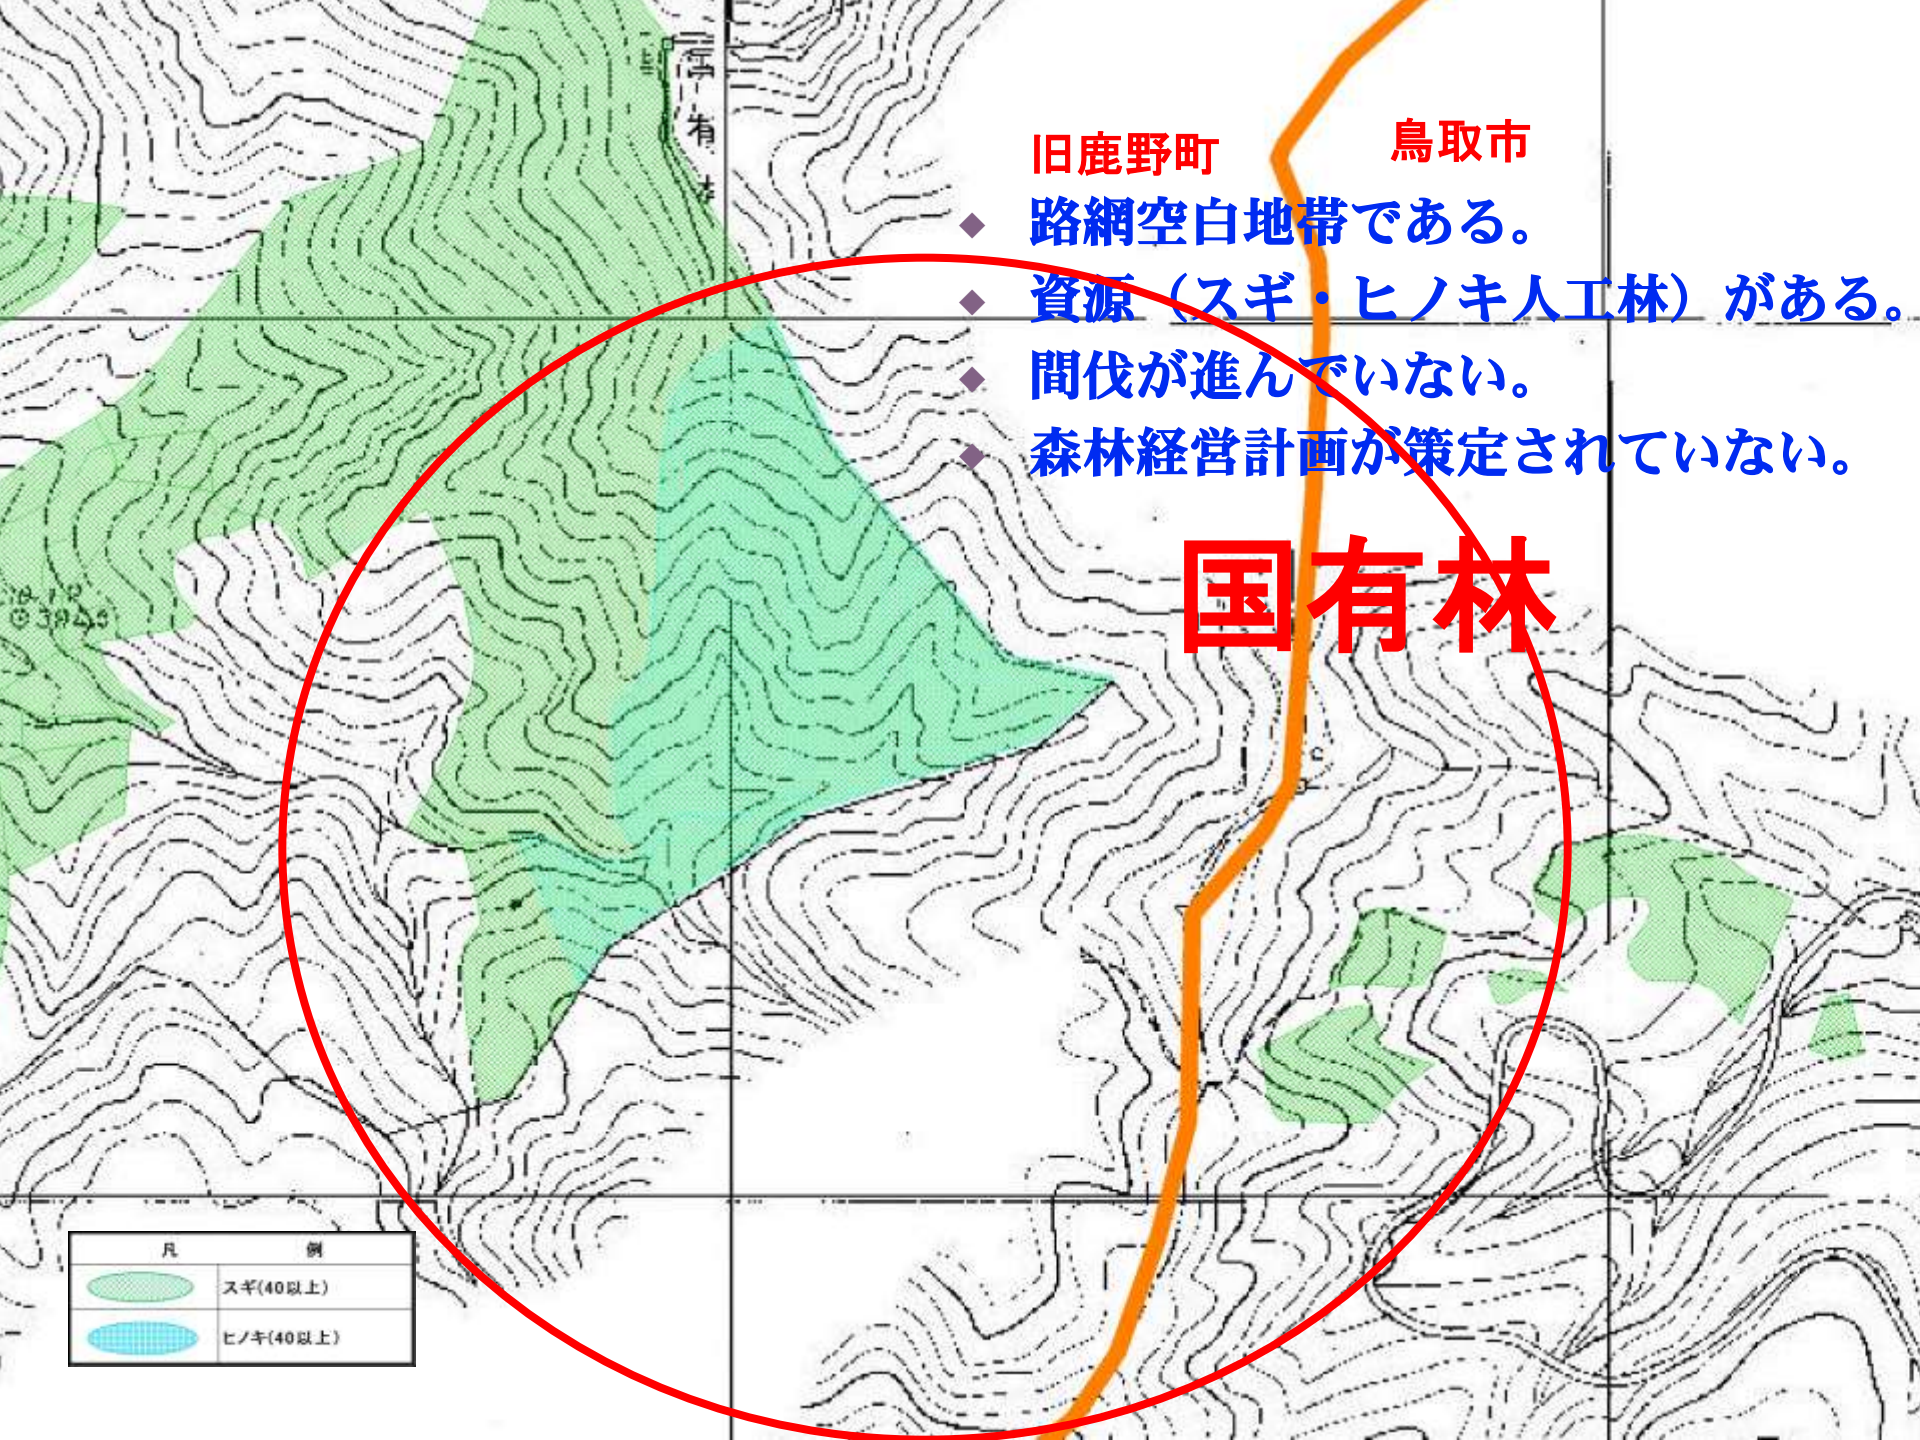 有
旧鹿野町
鳥取市
◆ 路網空白地帯である。
◆ 資源（スギ・ヒノキ人工林）がある。
◆ 間伐が進んでいない。
◆ 森林経営計画が策定されていない。
国有林
凡 例
スギ(40以上)
ヒノキ(40以上)